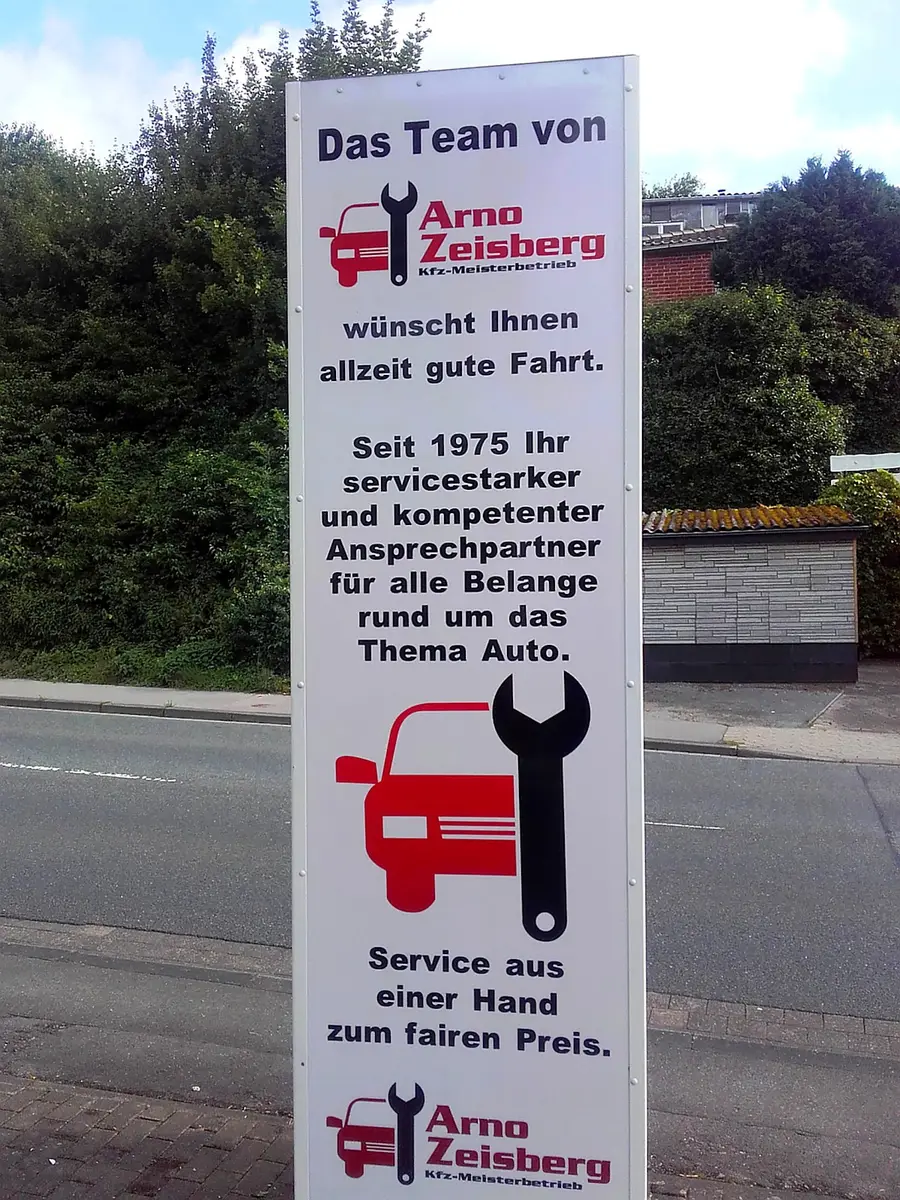 Das Team von
Arno
Zeisberg
Kfz-Meisterbetrieb
wünscht Ihnen
allzeit gute Fahrt.
Seit 1975 Ihr
servicestarker
und kompetenter
Ansprechpartner
für alle Belange
rund um das
Thema Auto.
Service aus
einer Hand
zum fairen Preis.
Arno
Zeisberg
Kfz-Meisterbetrieb